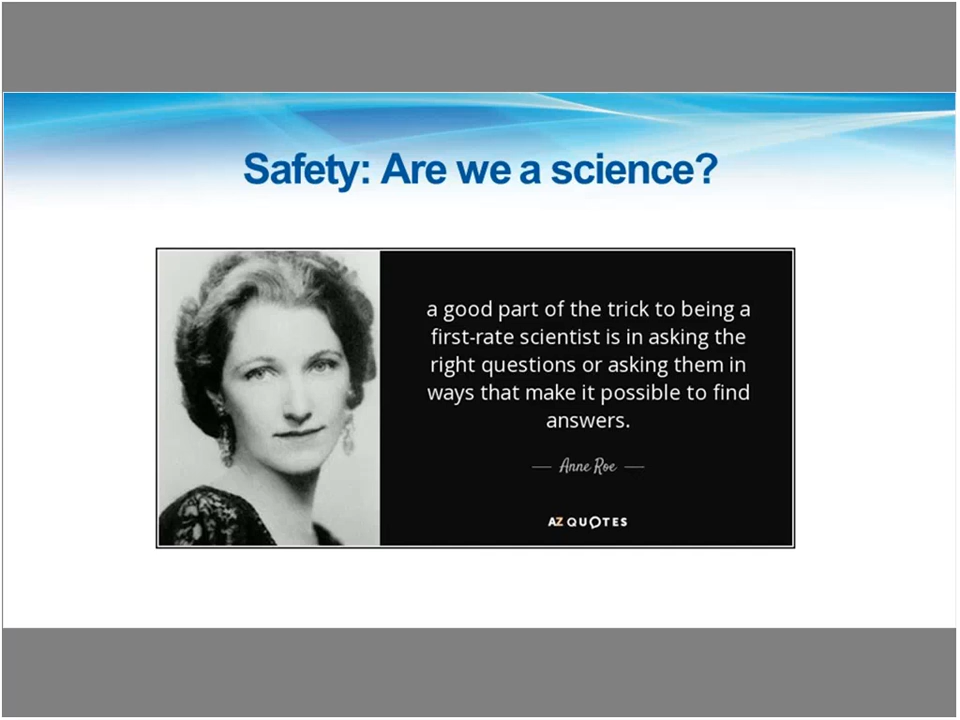 Safety: Are we a science?
a good part of the trick to being a
first-rate scientist is in asking the
right questions or asking them in
ways that make it possible to find
answers.
— Anne Roe —
AZ QUOTES